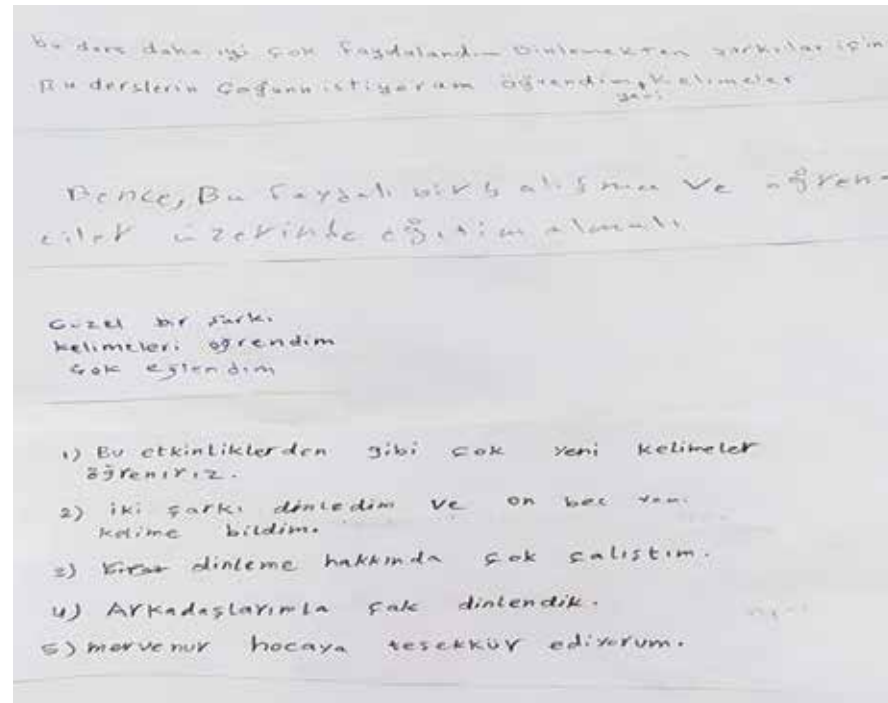 bu ders daha iyi çok faydalandım Dinlemekten şarkılar için
Bu derslerin çoğunu istiyorum öğrendim, kelimeler
yeni
Bence, Bu faydalı bir çalışma ve öğren-
ciler üzerinde eğitim almalı
Güzel bir şarkı
kelimeleri öğrendim
çok eğlendim
1) Bu etkinliklerden gibi çok yeni kelimeler
öğreniriz.
2) iki şarkı dinledim ve on beş yeni
kelime bildim.
3) dinleme hakkında çok çalıştım.
4) Arkadaşlarımla çok dinlendik.
5) mervenur hocaya teşekkür ediyorum.